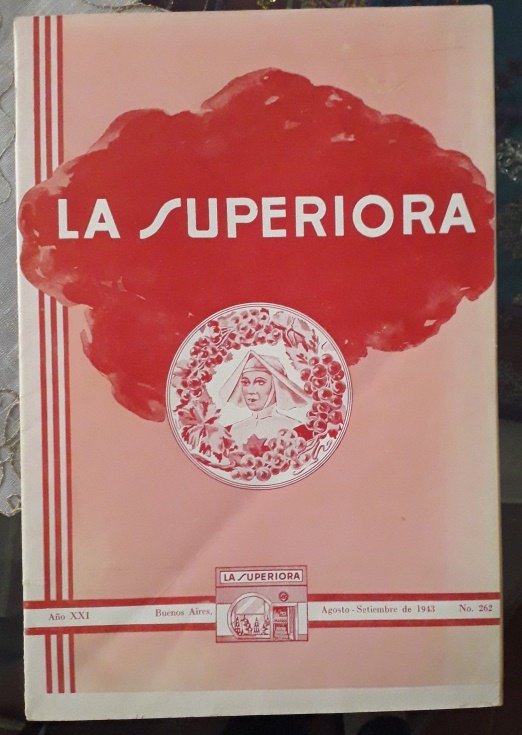 LA SUPERIORA
LA SUPERIORA
Año XXI Buenos Aires, Agosto - Setiembre de 1943 No. 262